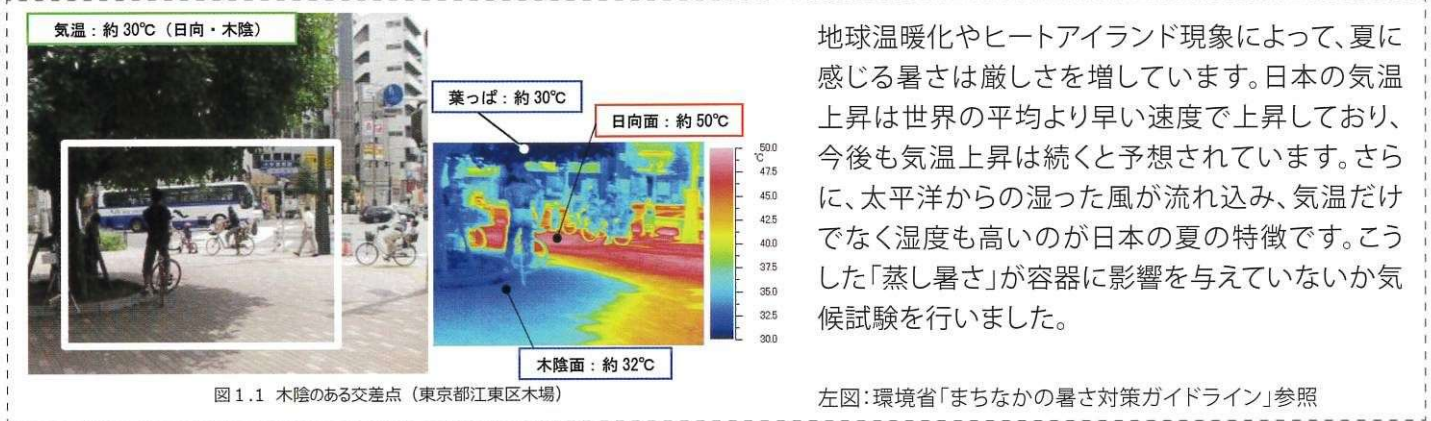 気温：約30℃（日向・木陰）
葉っぱ：約30℃
日向面：約50℃
50.0
℃
47.5
45.0
42.5
40.0
37.5
35.0
32.5
30.0
木陰面：約32℃
図1.1 木陰のある交差点（東京都江東区木場）
地球温暖化やヒートアイランド現象によって、夏に
感じる暑さは厳しさを増しています。日本の気温
上昇は世界の平均より早い速度で上昇しており、
今後も気温上昇は続くと予想されています。さら
に、太平洋からの湿った風が流れ込み、気温だけ
でなく湿度も高いのが日本の夏の特徴です。こう
した「蒸し暑さ」が容器に影響を与えていないか気
候試験を行いました。
左図：環境省「まちなかの暑さ対策ガイドライン」参照